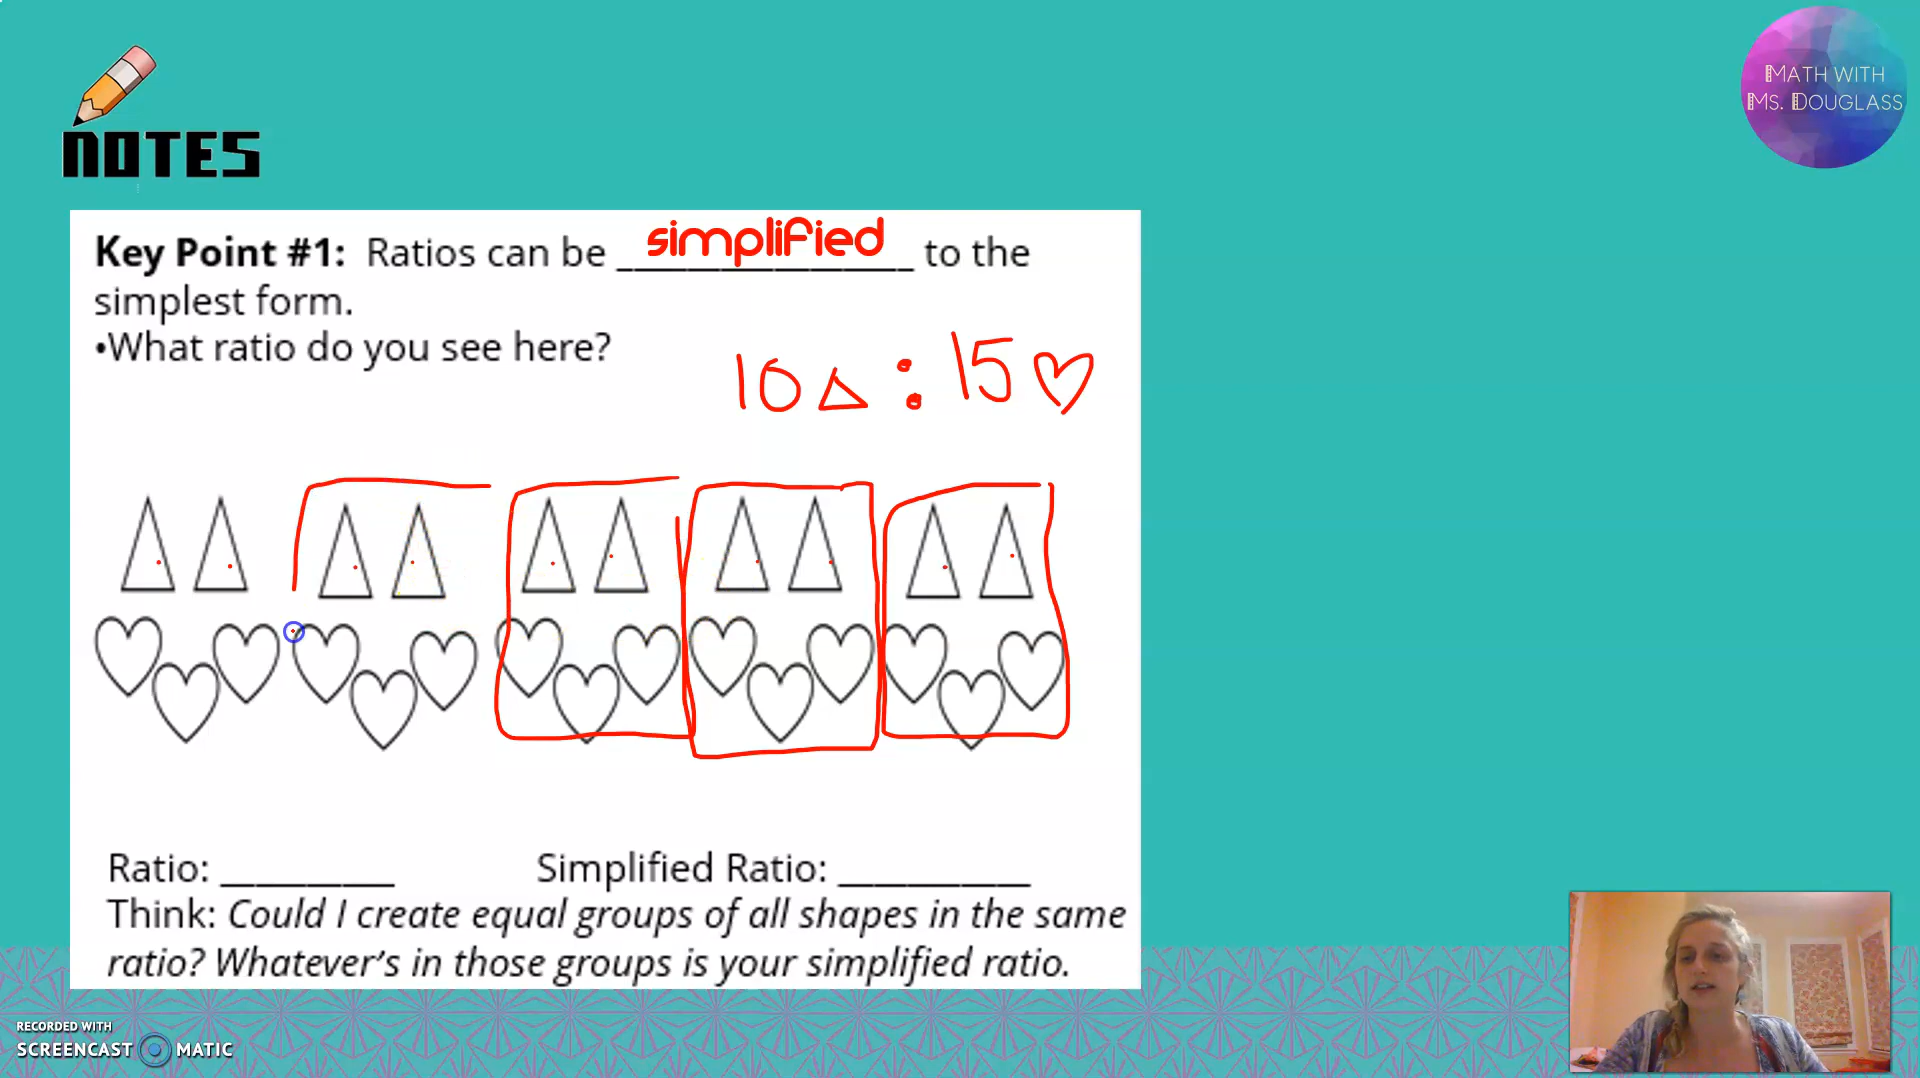 NOTES
MATH WITH
MS. DOUGLASS
Key Point #1: Ratios can be simplified to the
simplest form.
•What ratio do you see here?
10 △ : 15 ♡
Ratio: __________ Simplified Ratio: __________
Think: Could I create equal groups of all shapes in the same
ratio? Whatever's in those groups is your simplified ratio.
RECORDED WITH
SCREENCAST MATIC